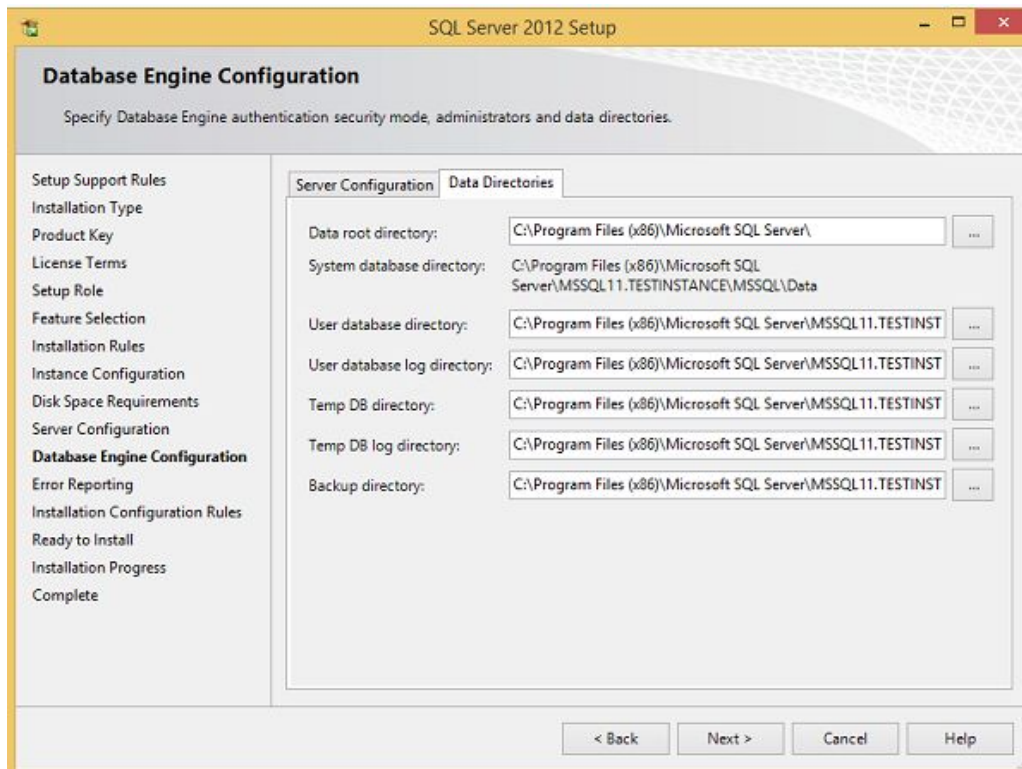 SQL Server 2012 Setup
Database Engine Configuration
Specify Database Engine authentication security mode, administrators and data directories.
Setup Support Rules
Installation Type
Product Key
License Terms
Setup Role
Feature Selection
Installation Rules
Instance Configuration
Disk Space Requirements
Server Configuration
Database Engine Configuration
Error Reporting
Installation Configuration Rules
Ready to Install
Installation Progress
Complete
Server Configuration Data Directories
Data root directory: C:\Program Files (x86)\Microsoft SQL Server\ ...
System database directory: C:\Program Files (x86)\Microsoft SQL
Server\MSSQL11.TESTINSTANCE\MSSQL\Data
User database directory: C:\Program Files (x86)\Microsoft SQL Server\MSSQL11.TESTINST ...
User database log directory: C:\Program Files (x86)\Microsoft SQL Server\MSSQL11.TESTINST ...
Temp DB directory: C:\Program Files (x86)\Microsoft SQL Server\MSSQL11.TESTINST ...
Temp DB log directory: C:\Program Files (x86)\Microsoft SQL Server\MSSQL11.TESTINST ...
Backup directory: C:\Program Files (x86)\Microsoft SQL Server\MSSQL11.TESTINST ...
< Back Next > Cancel Help